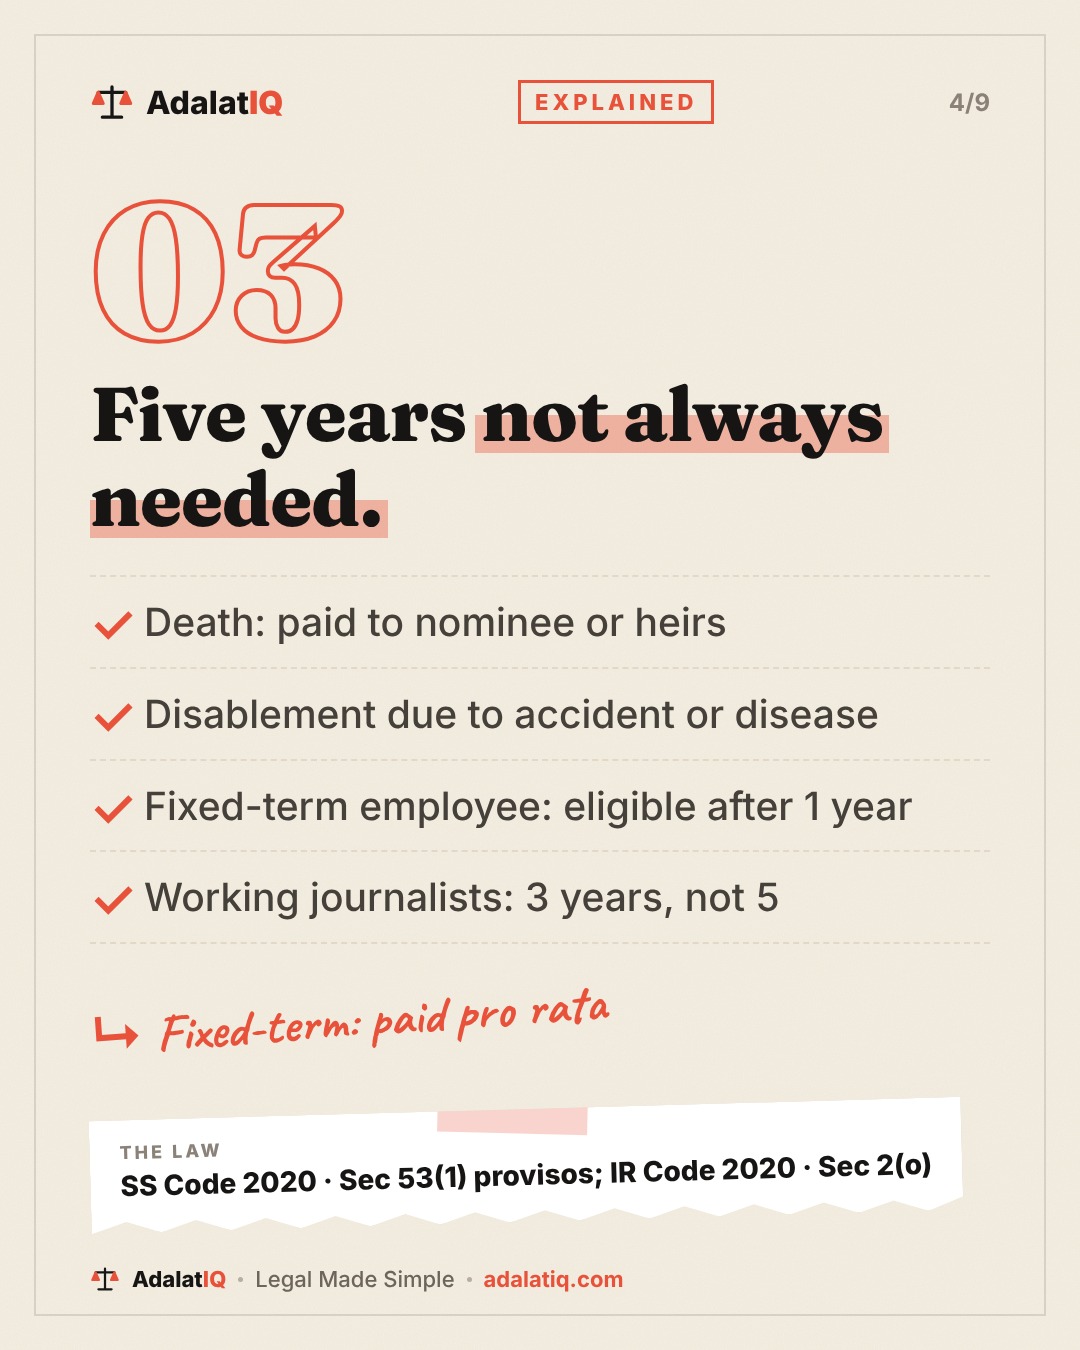 AdalatIQ
EXPLAINED
4/9
03
Five years not always
needed.
Death: paid to nominee or heirs
Disablement due to accident or disease
Fixed-term employee: eligible after 1 year
Working journalists: 3 years, not 5
Fixed-term: paid pro rata
THE LAW
SS Code 2020 · Sec 53(1) provisos; IR Code 2020 · Sec 2(o)
AdalatIQ • Legal Made Simple • adalatiq.com